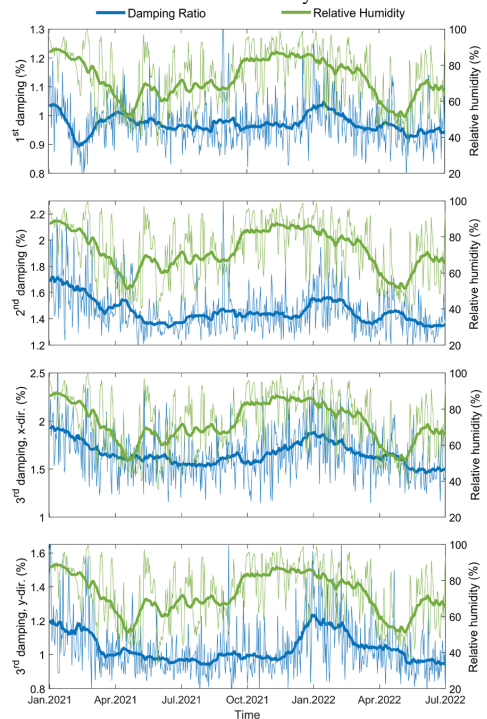 Damping Ratio Relative Humidity
1.3 100
1.2 80
1.1
1 60
0.9 40
0.8 20
1st damping (%)
Relative humidity (%)
2.2 100
2 80
1.8
1.6 60
1.4 40
1.2 20
2nd damping (%)
Relative humidity (%)
2.5 100
2 80
60
1.5 40
1 20
3rd damping, x-dir. (%)
Relative humidity (%)
1.6 100
1.4 80
1.2 60
1 40
0.8 20
3rd damping, y-dir. (%)
Relative humidity (%)
Jan.2021 Apr.2021 Jul.2021 Oct.2021 Jan.2022 Apr.2022 Jul.2022
Time